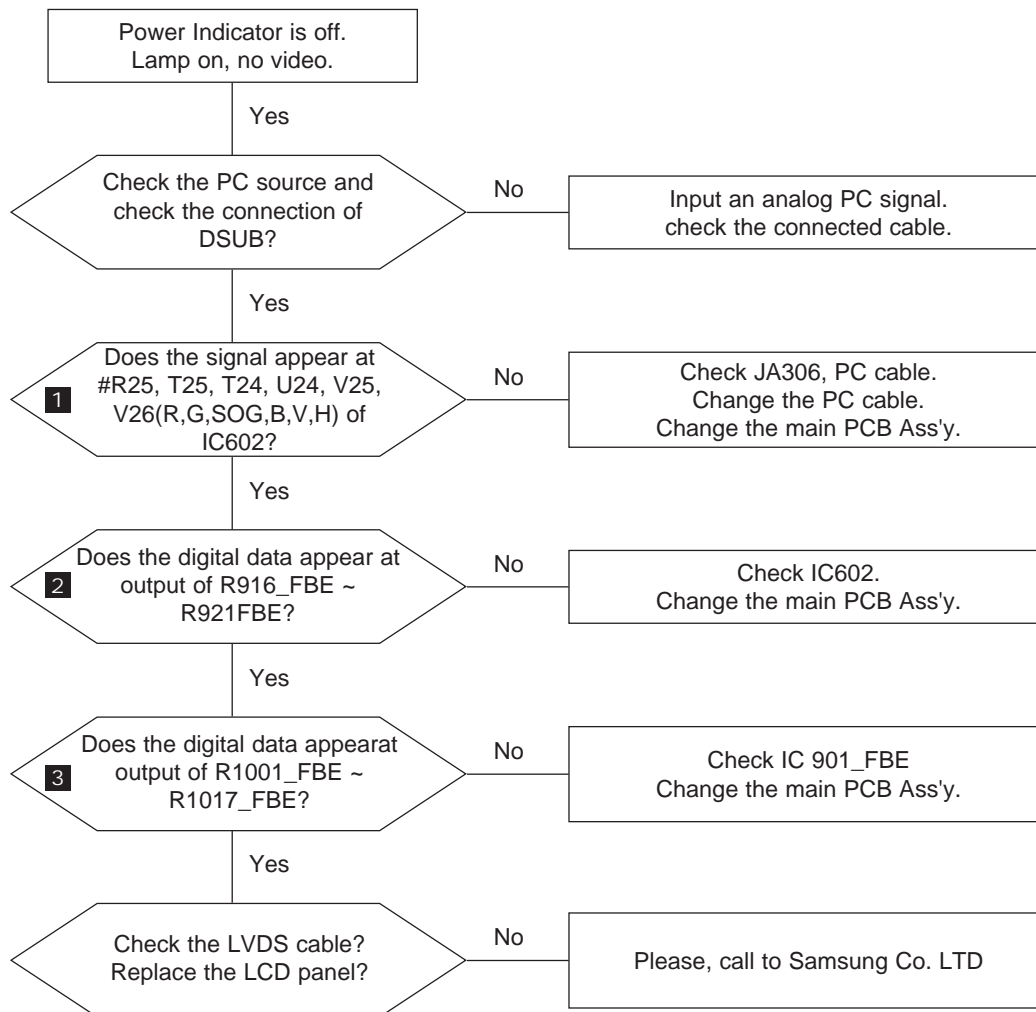 Power Indicator is off.
Lamp on, no video.
Yes
Check the PC source and
check the connection of
DSUB?
No
Input an analog PC signal.
check the connected cable.
Yes
1
Does the signal appear at
#R25, T25, T24, U24, V25,
V26(R,G,SOG,B,V,H) of
IC602?
No
Check JA306, PC cable.
Change the PC cable.
Change the main PCB Ass'y.
Yes
2
Does the digital data appear at
output of R916_FBE ~
R921FBE?
No
Check IC602.
Change the main PCB Ass'y.
Yes
3
Does the digital data appearat
output of R1001_FBE ~
R1017_FBE?
No
Check IC 901_FBE
Change the main PCB Ass'y.
Yes
Check the LVDS cable?
Replace the LCD panel?
No
Please, call to Samsung Co. LTD